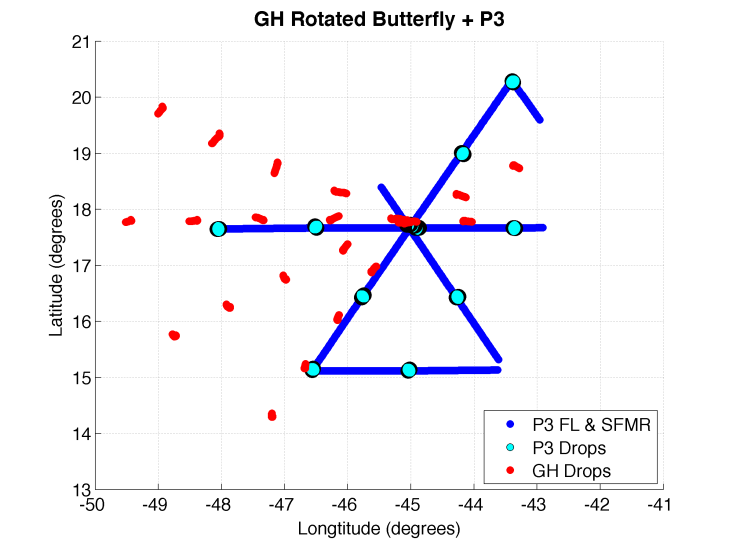 GH Rotated Butterfly + P3
21
20
19
18
17
16
15
14
13
Latitude (degrees)
-50 -49 -48 -47 -46 -45 -44 -43 -42 -41
Longtitude (degrees)
P3 FL & SFMR
P3 Drops
GH Drops